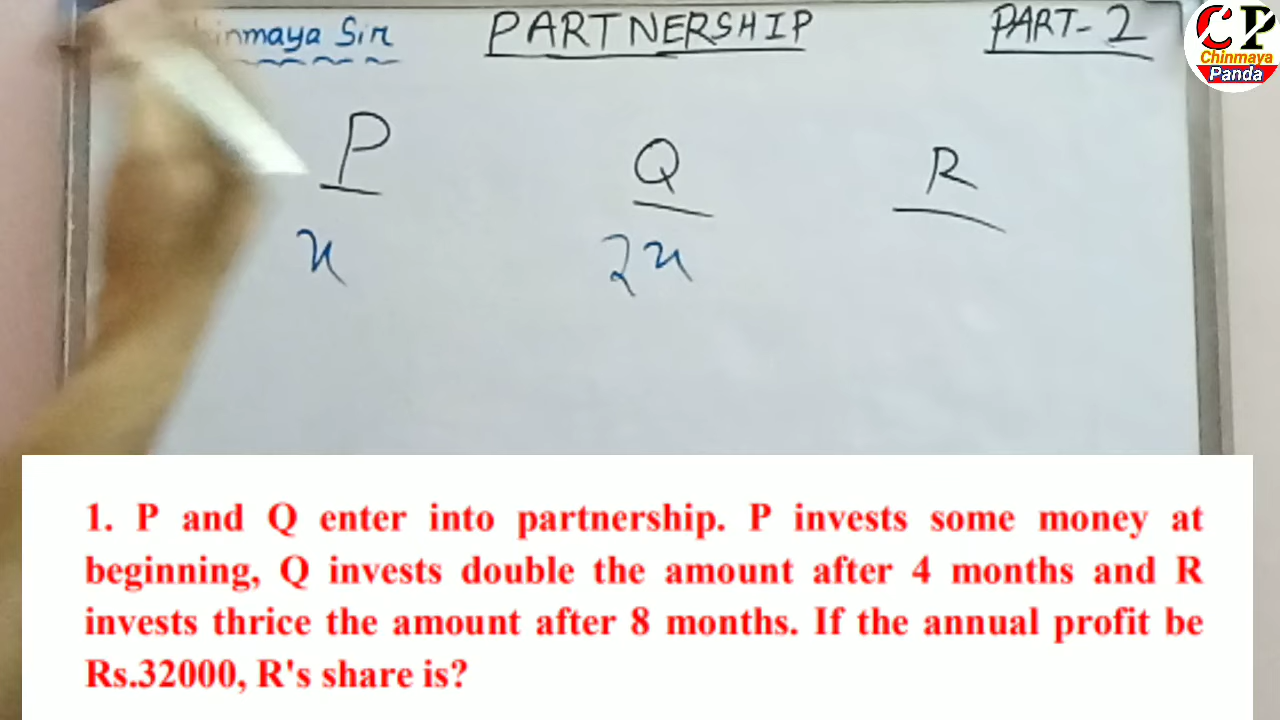 inmaya Sir
PARTNERSHIP
PART-2
CP
Chinmaya
Panda
P
Q
R
x
2x
1. P and Q enter into partnership. P invests some money at
beginning, Q invests double the amount after 4 months and R
invests thrice the amount after 8 months. If the annual profit be
Rs.32000, R's share is?